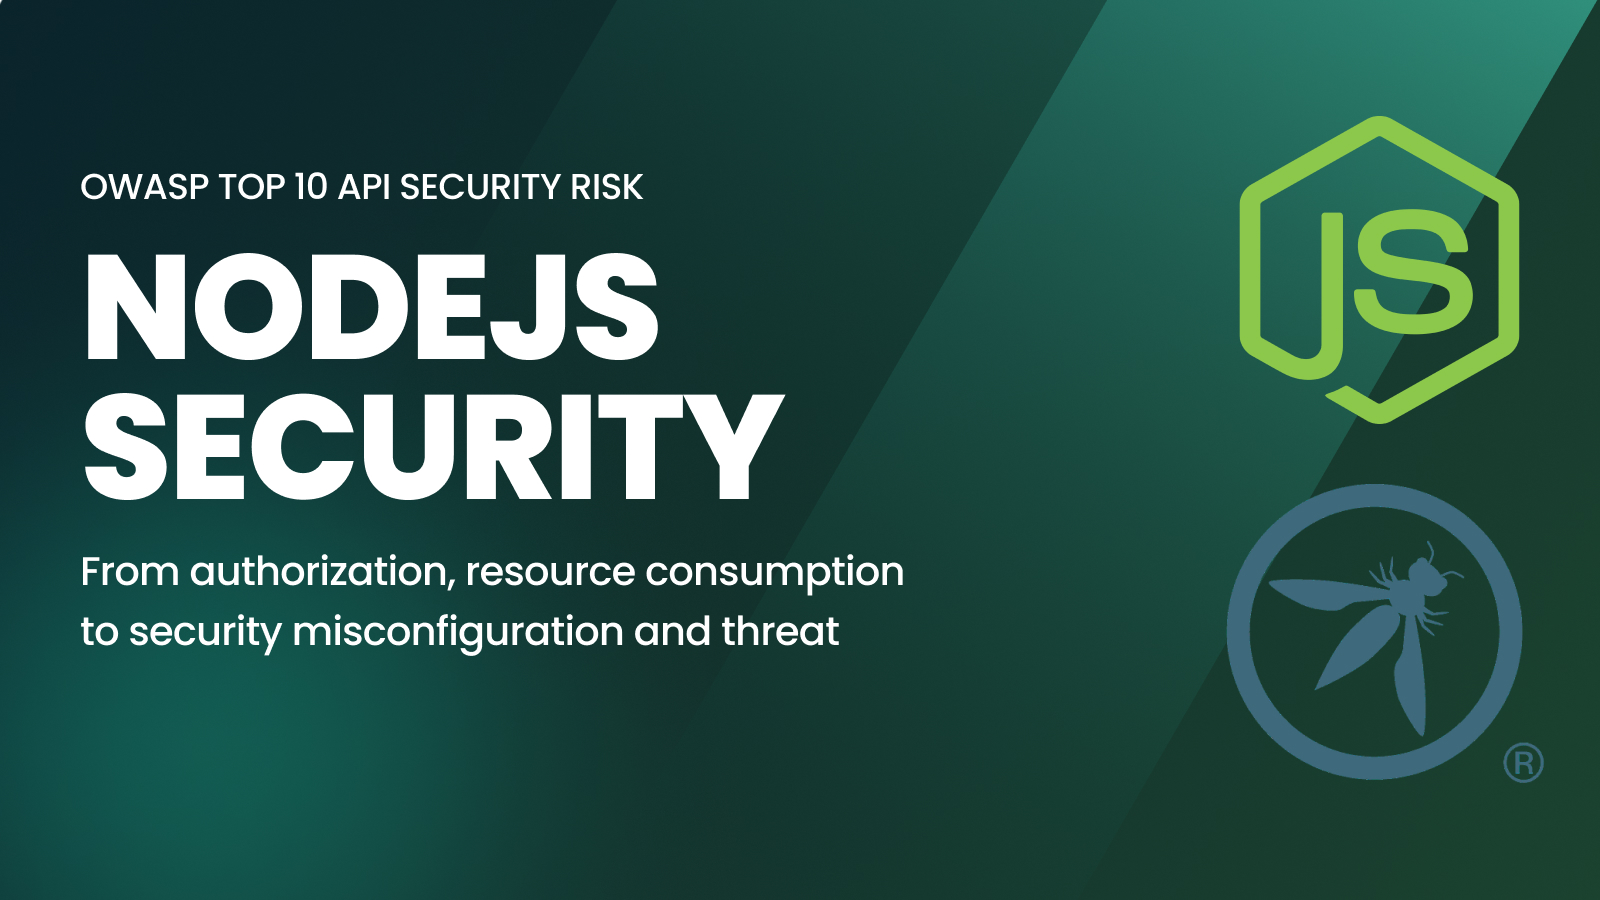 OWASP TOP 10 API SECURITY RISK
NODEJS
SECURITY
From authorization, resource consumption
to security misconfiguration and threat
JS
®